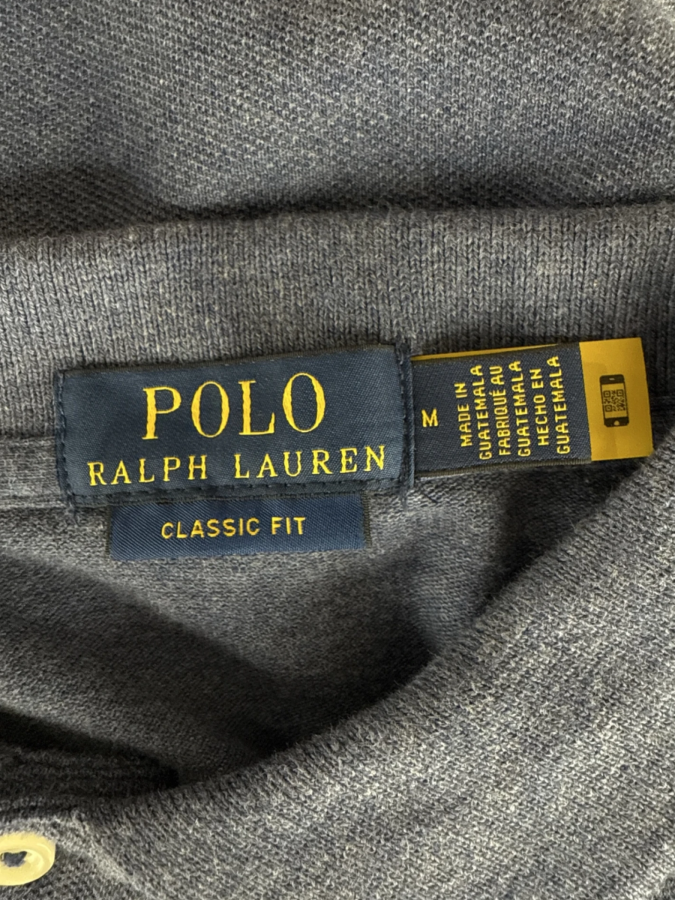 POLO
RALPH LAUREN
CLASSIC FIT
M
MADE IN
GUATEMALA
FABRIQUÉ AU
GUATEMALA
HECHO EN
GUATEMALA